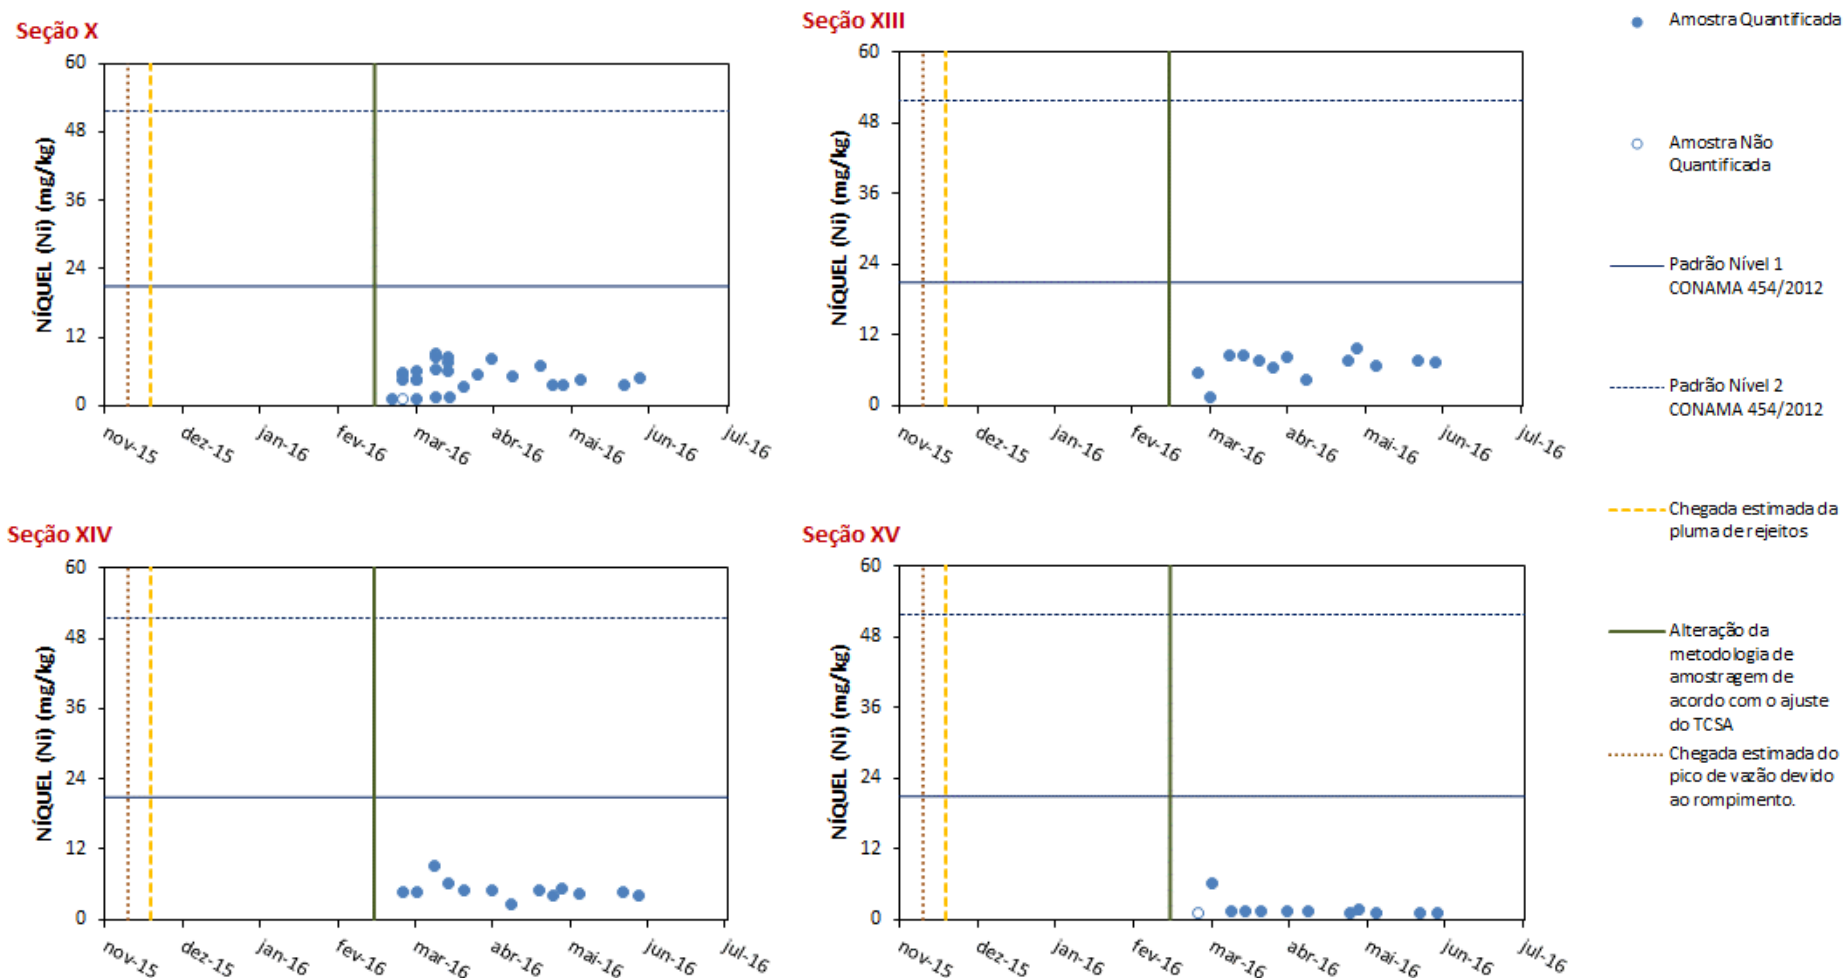 Seção X
NÍQUEL (Ni) (mg/kg)
60
48
36
24
12
0
nov-15
dez-15
jan-16
fev-16
mar-16
abr-16
mai-16
jun-16
jul-16
Seção XIII
NÍQUEL (Ni) (mg/kg)
60
48
36
24
12
0
nov-15
dez-15
jan-16
fev-16
mar-16
abr-16
mai-16
jun-16
jul-16
Seção XIV
NÍQUEL (Ni) (mg/kg)
60
48
36
24
12
0
nov-15
dez-15
jan-16
fev-16
mar-16
abr-16
mai-16
jun-16
jul-16
Seção XV
NÍQUEL (Ni) (mg/kg)
60
48
36
24
12
0
nov-15
dez-15
jan-16
fev-16
mar-16
abr-16
mai-16
jun-16
jul-16
Amostra Quantificada
Amostra Não
Quantificada
Padrão Nível 1
CONAMA 454/2012
Padrão Nível 2
CONAMA 454/2012
Chegada estimada da
pluma de rejeitos
Alteração da
metodologia de
amostragem de
acordo com o ajuste
do TCSA
Chegada estimada do
pico de vazão devido
ao rompimento.